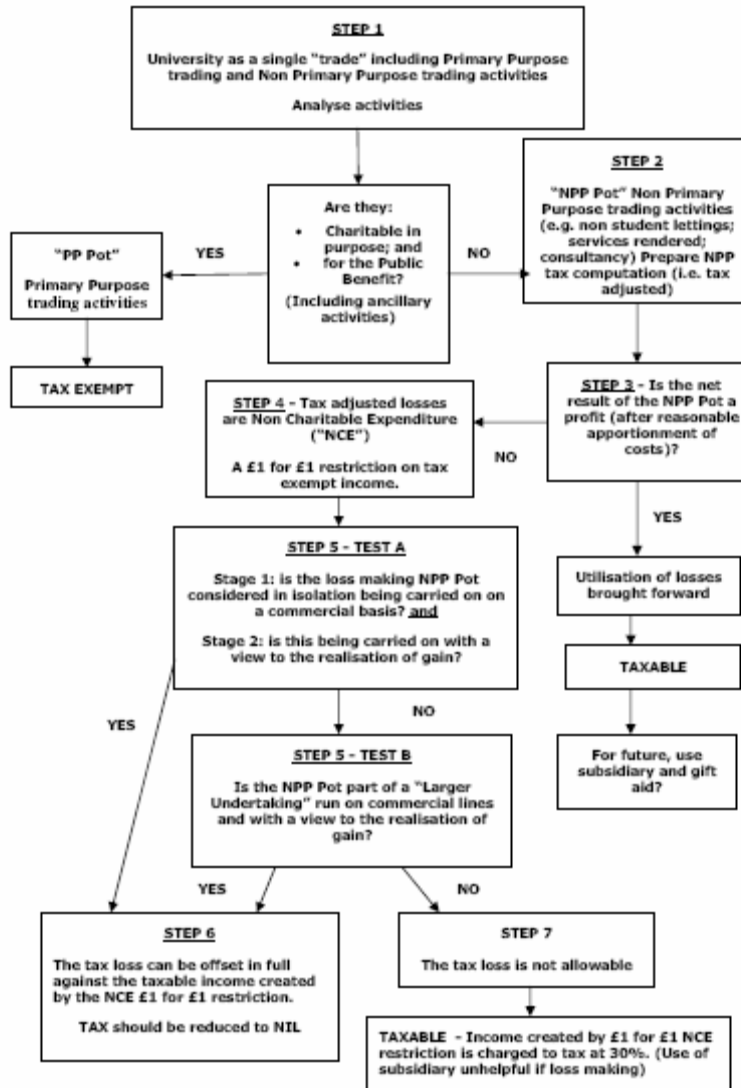 STEP 1
University as a single "trade" including Primary Purpose
trading and Non Primary Purpose trading activities
Analyse activities
STEP 2
"NPP Pot" Non Primary
Purpose trading activities
(e.g. non student lettings;
services rendered;
consultancy) Prepare NPP
tax computation (i.e. tax
adjusted)
Are they:
• Charitable in
purpose; and
• for the Public
Benefit?
(Including ancillary
activities)
YES
NO
"PP Pot"
Primary Purpose
trading activities
TAX EXEMPT
STEP 3 - Is the net
result of the NPP Pot a
profit (after reasonable
apportionment of
costs)?
NO
YES
STEP 4 - Tax adjusted losses
are Non Charitable Expenditure
("NCE")
A £1 for £1 restriction on tax
exempt income.
STEP 5 - TEST A
Stage 1: is the loss making NPP Pot
considered in isolation being carried on on
a commercial basis? and
Stage 2: is this being carried on with a
view to the realisation of gain?
Utilisation of losses
brought forward
TAXABLE
For future, use
subsidiary and gift
aid?
YES
NO
STEP 5 - TEST B
Is the NPP Pot part of a "Larger
Undertaking" run on commercial lines
and with a view to the realisation of
gain?
YES
NO
STEP 6
The tax loss can be offset in full
against the taxable income created
by the NCE £1 for £1 restriction.
TAX should be reduced to NIL
STEP 7
The tax loss is not allowable
TAXABLE - Income created by £1 for £1 NCE
restriction is charged to tax at 30%. (Use of
subsidiary unhelpful if loss making)